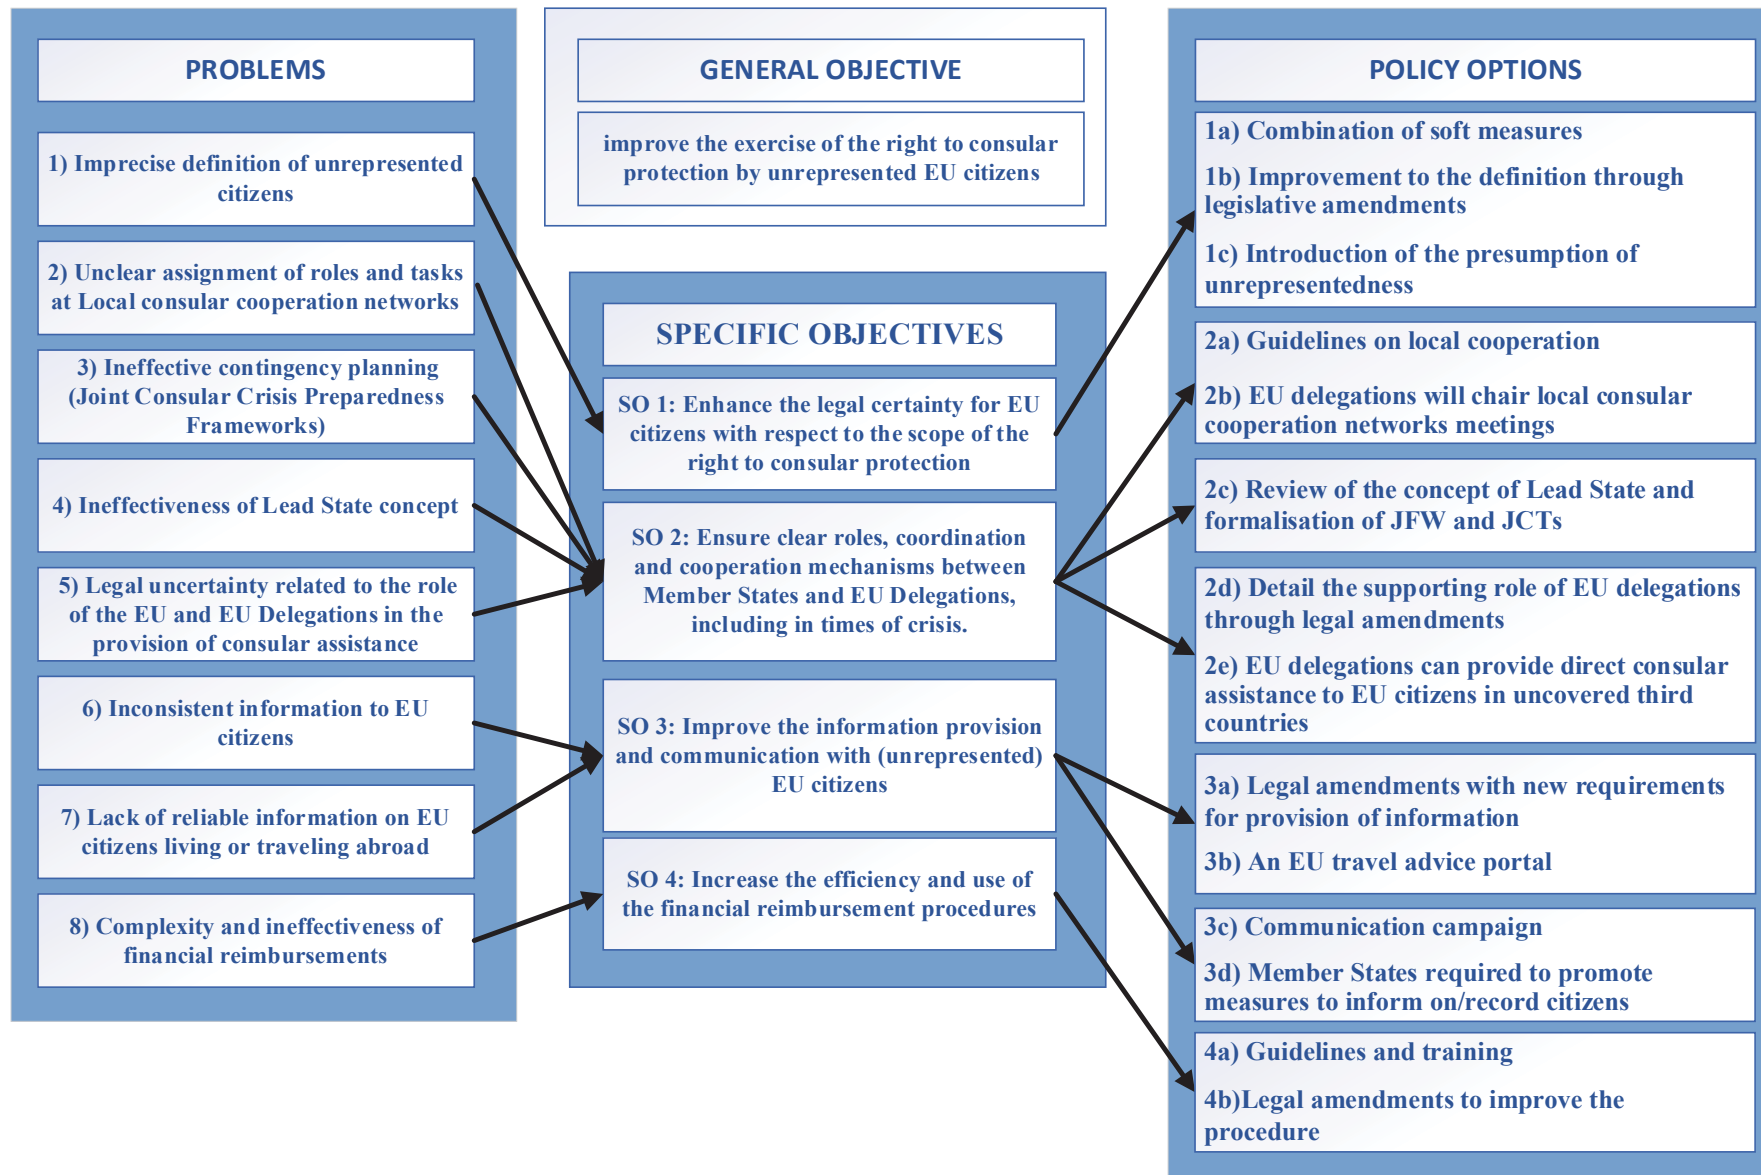 PROBLEMS
1) Imprecise definition of unrepresented
citizens
2) Unclear assignment of roles and tasks
at Local consular cooperation networks
3) Ineffective contingency planning
(Joint Consular Crisis Preparedness
Frameworks)
4) Ineffectiveness of Lead State concept
5) Legal uncertainty related to the role
of the EU and EU Delegations in the
provision of consular assistance
6) Inconsistent information to EU
citizens
7) Lack of reliable information on EU
citizens living or traveling abroad
8) Complexity and ineffectiveness of
financial reimbursements
GENERAL OBJECTIVE
improve the exercise of the right to consular
protection by unrepresented EU citizens
SPECIFIC OBJECTIVES
SO 1: Enhance the legal certainty for EU
citizens with respect to the scope of the
right to consular protection
SO 2: Ensure clear roles, coordination
and cooperation mechanisms between
Member States and EU Delegations,
including in times of crisis.
SO 3: Improve the information provision
and communication with (unrepresented)
EU citizens
SO 4: Increase the efficiency and use of
the financial reimbursement procedures
POLICY OPTIONS
1a) Combination of soft measures
1b) Improvement to the definition through
legislative amendments
1c) Introduction of the presumption of
unrepresentedness
2a) Guidelines on local cooperation
2b) EU delegations will chair local consular
cooperation networks meetings
2c) Review of the concept of Lead State and
formalisation of JFW and JCTs
2d) Detail the supporting role of EU delegations
through legal amendments
2e) EU delegations can provide direct consular
assistance to EU citizens in uncovered third
countries
3a) Legal amendments with new requirements
for provision of information
3b) An EU travel advice portal
3c) Communication campaign
3d) Member States required to promote
measures to inform on/record citizens
4a) Guidelines and training
4b)Legal amendments to improve the
procedure